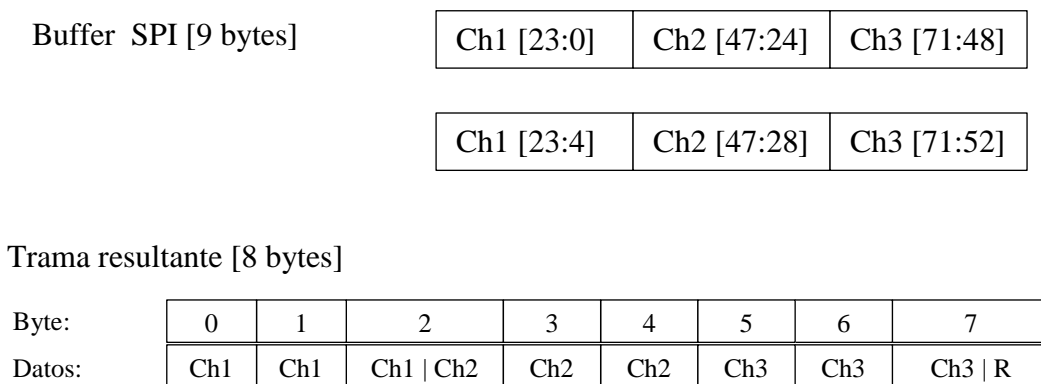 Buffer SPI [9 bytes] Ch1 [23:0] Ch2 [47:24] Ch3 [71:48]
Ch1 [23:4] Ch2 [47:28] Ch3 [71:52]
Trama resultante [8 bytes]
Byte: 0 1 2 3 4 5 6 7
Datos: Ch1 Ch1 Ch1 | Ch2 Ch2 Ch2 Ch3 Ch3 Ch3 | R